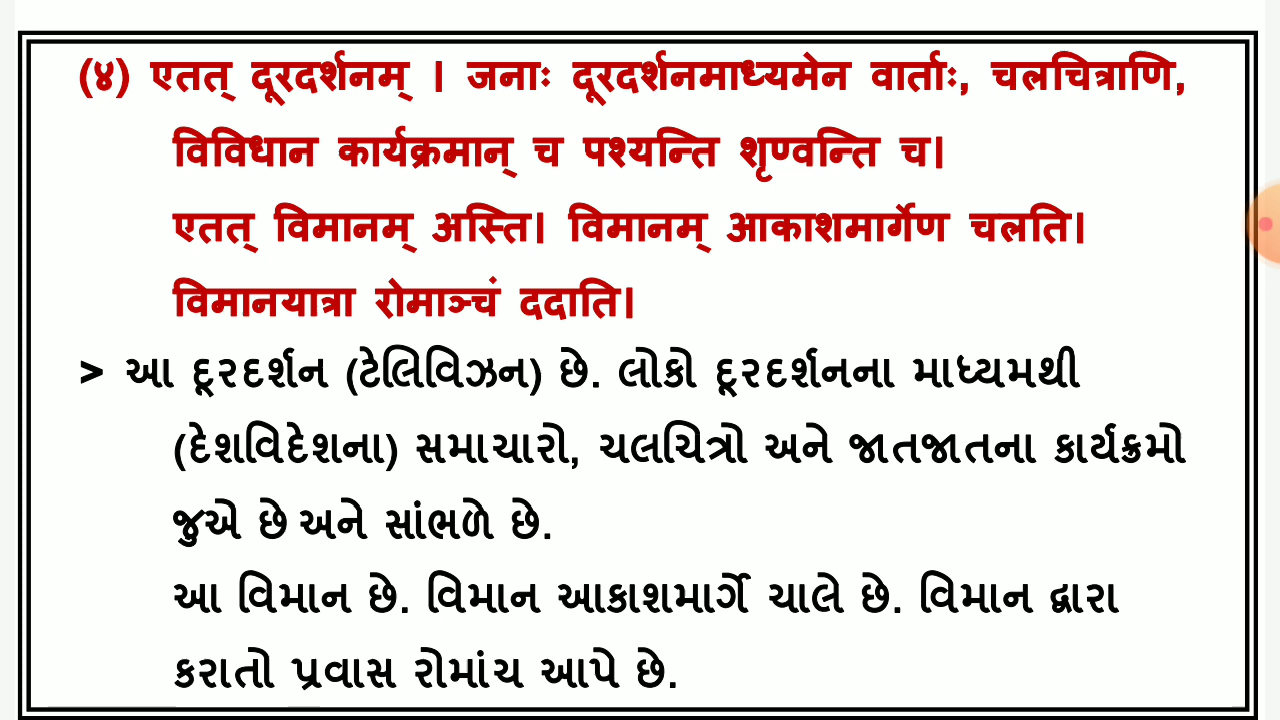 (४) एतत् दूरदर्शनम् । जनाः दूरदर्शनमाध्यमेन वार्ताः, चलचित्राणि,
विविधान कार्यक्रमान् च पश्यन्ति शृण्वन्ति च।
एतत् विमानम् अस्ति। विमानम् आकाशमार्गेण चलति।
विमानयात्रा रोमाञ्चं ददाति।
> આ દૂરદર્શન (ટેલિવિઝન) છે. લોકો દૂરદર્શનના માધ્યમથી
(દેશવિદેશના) સમાચારો, ચલચિત્રો અને જાતજાતના કાર્યક્રમો
જુએ છે અને સાંભળે છે.
આ વિમાન છે. વિમાન આકાશમાર્ગે ચાલે છે. વિમાન દ્વારા
કરાતો પ્રવાસ રોમાંચ આપે છે.